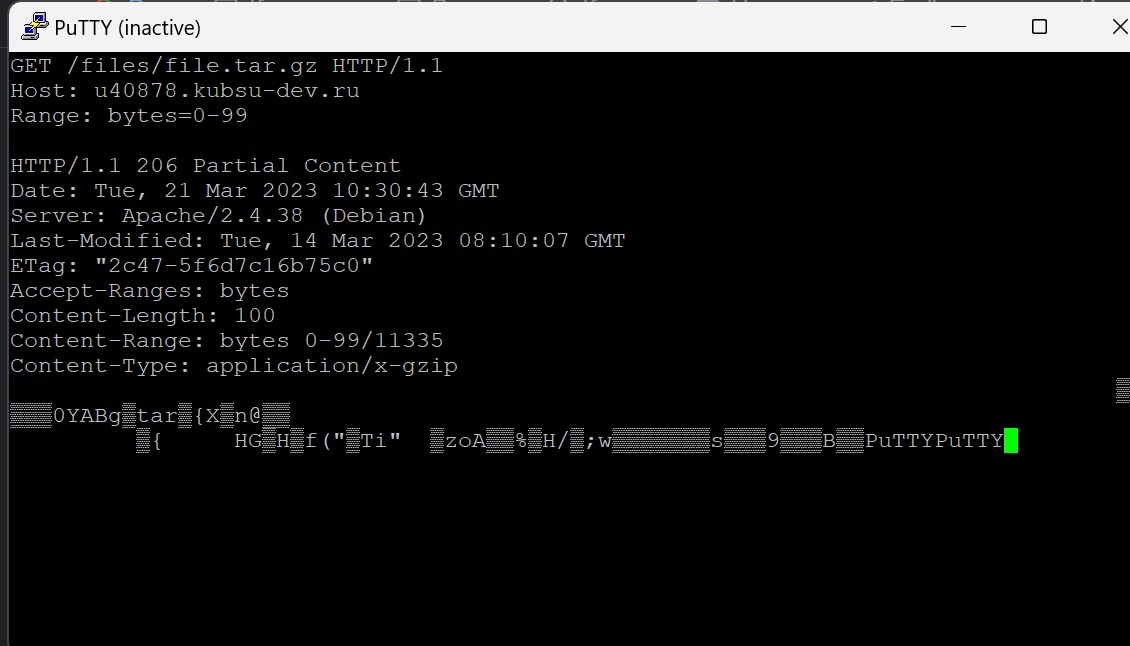 PuTTY (inactive)
GET /files/file.tar.gz HTTP/1.1
Host: u40878.kubsu-dev.ru
Range: bytes=0-99
HTTP/1.1 206 Partial Content
Date: Tue, 21 Mar 2023 10:30:43 GMT
Server: Apache/2.4.38 (Debian)
Last-Modified: Tue, 14 Mar 2023 08:10:07 GMT
ETag: "2c47-5f6d7c16b75c0"
Accept-Ranges: bytes
Content-Length: 100
Content-Range: bytes 0-99/11335
Content-Type: application/x-gzip
▒▒▒0YABg▒tar▒{X▒n@▒▒
▒{ HG▒H▒f("▒Ti" ▒zoA▒▒%▒H/▒;w▒▒▒▒▒▒▒s▒▒▒9▒▒▒B▒▒PuTTYPuTTY